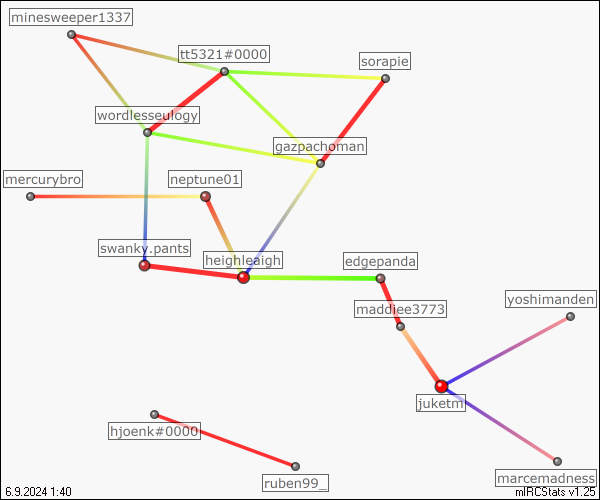 minesweeper1337
tt5321#0000
sorapie
wordlesseulogy
gazpachoman
mercurybro
neptune01
swanky.pants
heighleaigh
edgepanda
yoshimanden
maddiee3773
juketm
hjoenk#0000
ruben99_
marcemadness
6.9.2024 1:40
mIRCStats v1.25